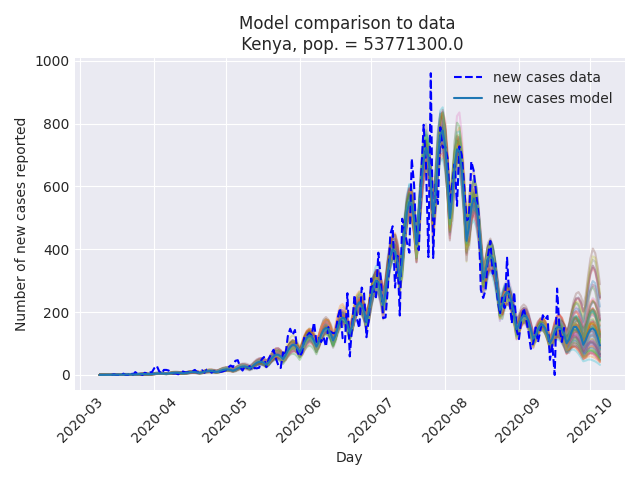 Model comparison to data
Kenya, pop. = 53771300.0
new cases data
new cases model
Number of new cases reported
1000
800
600
400
200
0
2020-03
2020-04
2020-05
2020-06
2020-07
2020-08
2020-09
2020-10
Day